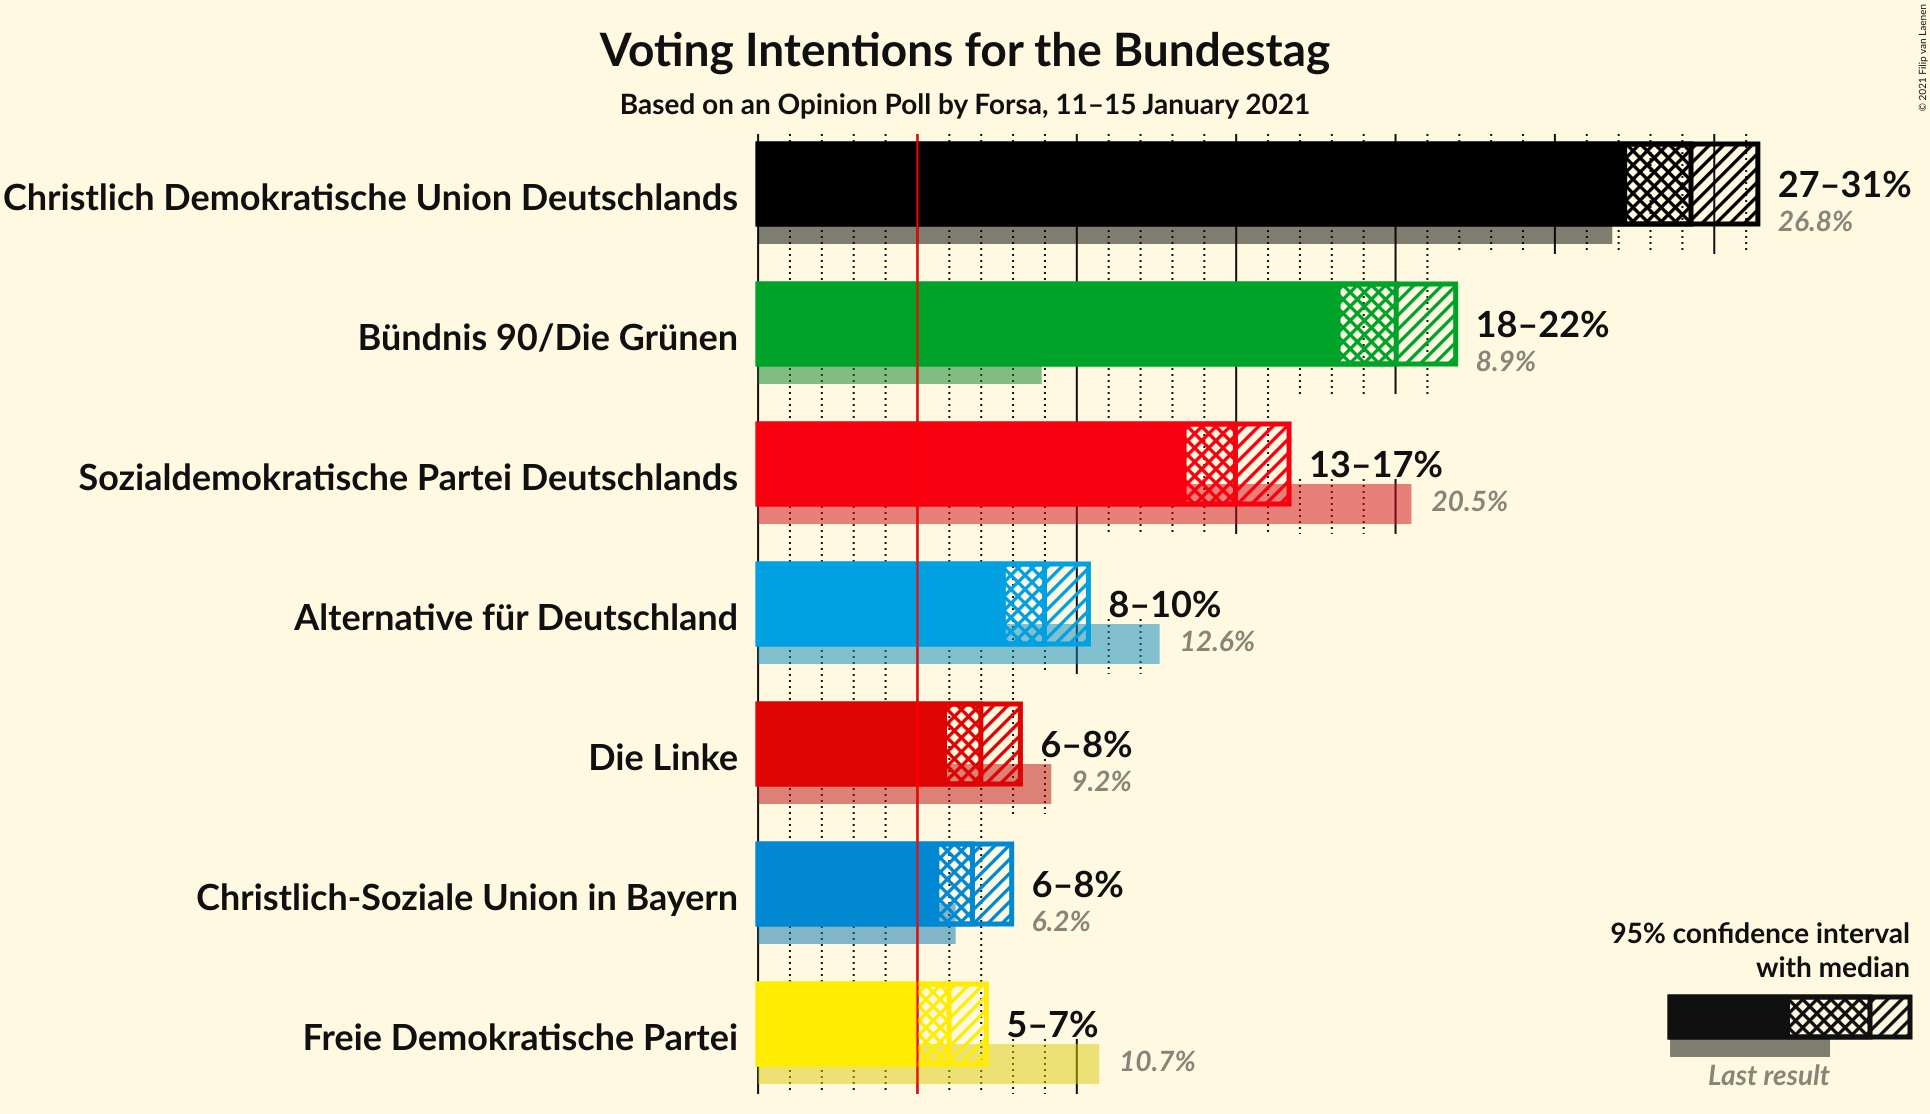 Voting Intentions for the Bundestag
Based on an Opinion Poll by Forsa, 11–15 January 2021
© 2021 Filip van Laenen
Christlich Demokratische Union Deutschlands
27–31%
26.8%
Bündnis 90/Die Grünen
18–22%
8.9%
Sozialdemokratische Partei Deutschlands
13–17%
20.5%
Alternative für Deutschland
8–10%
12.6%
Die Linke
6–8%
9.2%
Christlich-Soziale Union in Bayern
6–8%
6.2%
Freie Demokratische Partei
5–7%
10.7%
95% confidence interval
with median
Last result